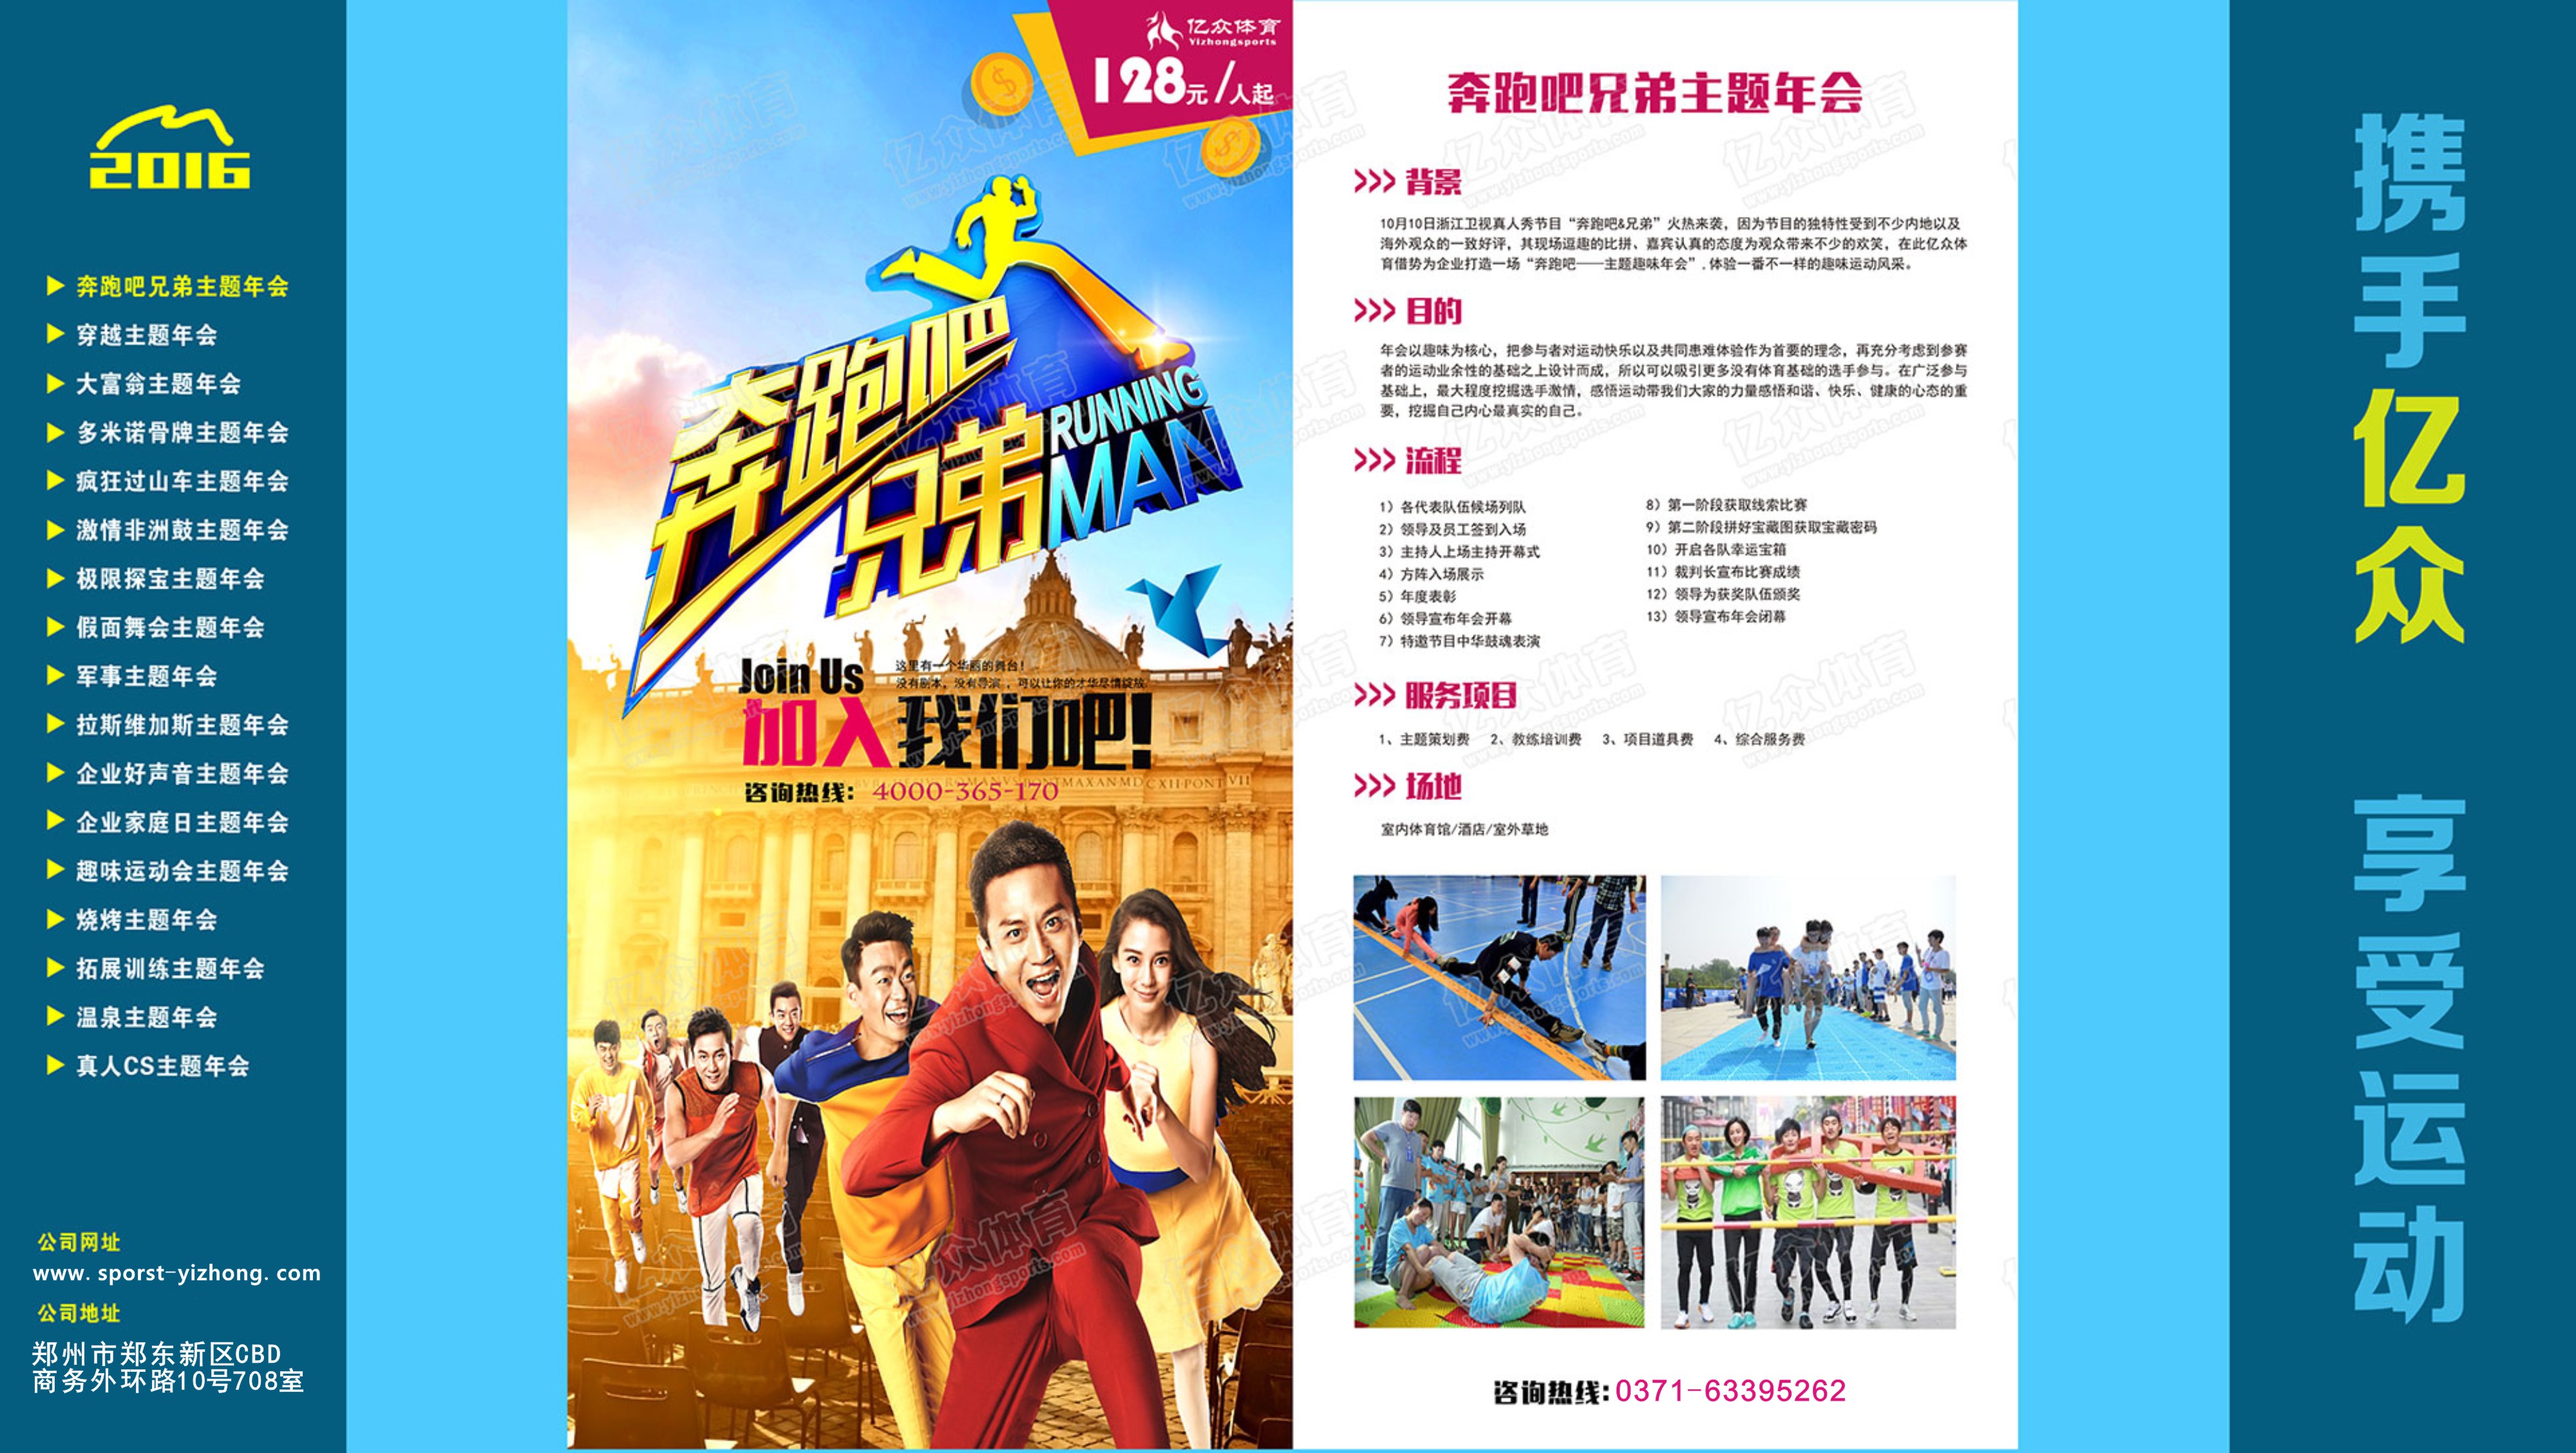 2016
奔跑吧兄弟主题年会
穿越主题年会
大富翁主题年会
多米诺骨牌主题年会
疯狂过山车主题年会
激情非洲鼓主题年会
极限探宝主题年会
假面舞会主题年会
军事主题年会
拉斯维加斯主题年会
企业好声音主题年会
企业家庭日主题年会
趣味运动会主题年会
烧烤主题年会
拓展训练主题年会
温泉主题年会
真人CS主题年会
公司网址
www.sporst-yizhong.com
公司地址
郑州市郑东新区CBD
商务外环路10号708室
亿众体育
Yizhongsports
128元/人起
奔跑吧
兄弟
RUNNING
MAN
Join Us
这里有一个华丽的舞台！
没有剧本，没有导演，可以让你的才华尽情绽放
加入我们吧！
咨询热线：4000-365-170
奔跑吧兄弟主题年会
>>> 背景
10月10日浙江卫视真人秀节目“奔跑吧&兄弟”火热来袭，因为节目的独特性受到不少内地以及
海外观众的一致好评，其现场逗趣的比拼、嘉宾认真的态度为观众带来不少的欢笑，在此亿众体
育借势为企业打造一场“奔跑吧——主题趣味年会”.体验一番不一样的趣味运动风采。
>>> 目的
年会以趣味为核心，把参与者对运动快乐以及共同患难体验作为首要的理念，再充分考虑到参赛
者的运动业余性的基础之上设计而成，所以可以吸引更多没有体育基础的选手参与。在广泛参与
基础上，最大程度挖掘选手激情，感悟运动带我们大家的力量感悟和谐、快乐、健康的心态的重
要，挖掘自己内心最真实的自己。
>>> 流程
1）各代表队伍候场列队
2）领导及员工签到入场
3）主持人上场主持开幕式
4）方阵入场展示
5）年度表彰
6）领导宣布年会开幕
7）特邀节目中华鼓魂表演
8）第一阶段获取线索比赛
9）第二阶段拼好宝藏图获取宝藏密码
10）开启各队幸运宝箱
11）裁判长宣布比赛成绩
12）领导为获奖队伍颁奖
13）领导宣布年会闭幕
>>> 服务项目
1、主题策划费 2、教练培训费 3、项目道具费 4、综合服务费
>>> 场地
室内体育馆/酒店/室外草地
咨询热线:0371-63395262
携手亿众 享受运动
亿众体育
www.yizhongsports.com